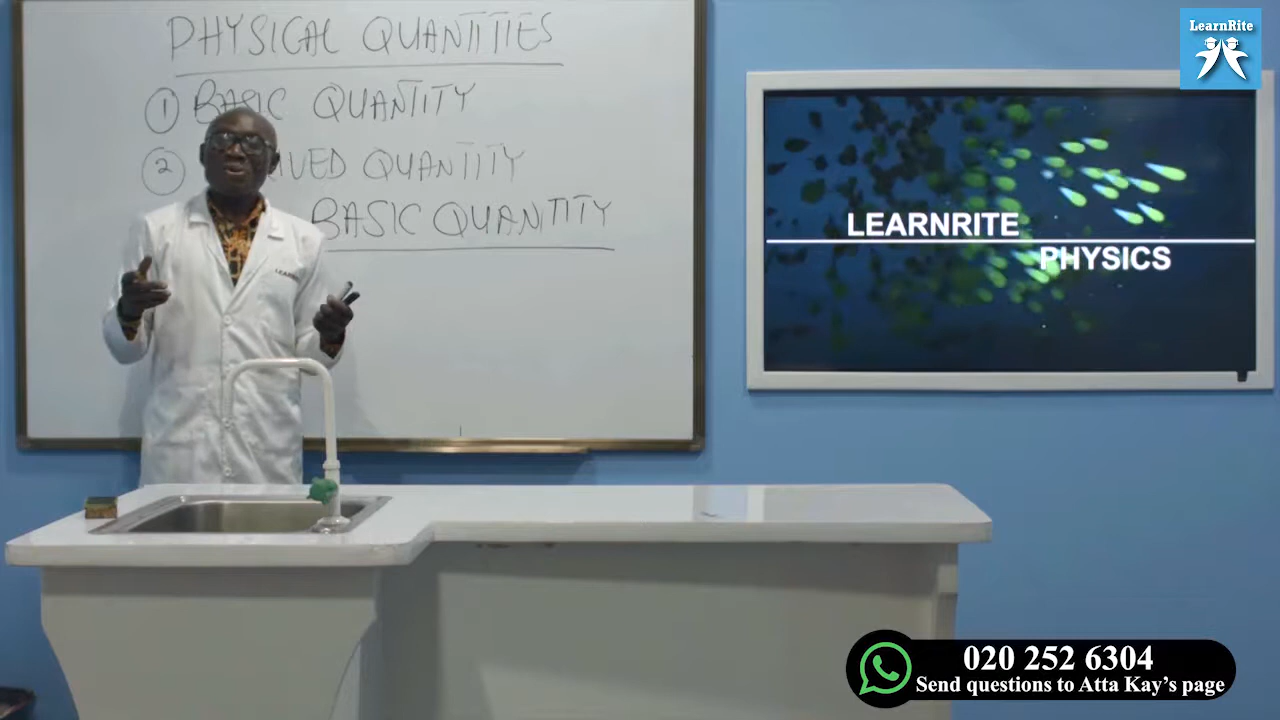 PHYSICAL QUANTITIES
1 BASIC QUANTITY
2 QUANTITY
BASIC QUANTITY
LearnRite
LEARNRITE
PHYSICS
020 252 6304
Send questions to Atta Kay's page